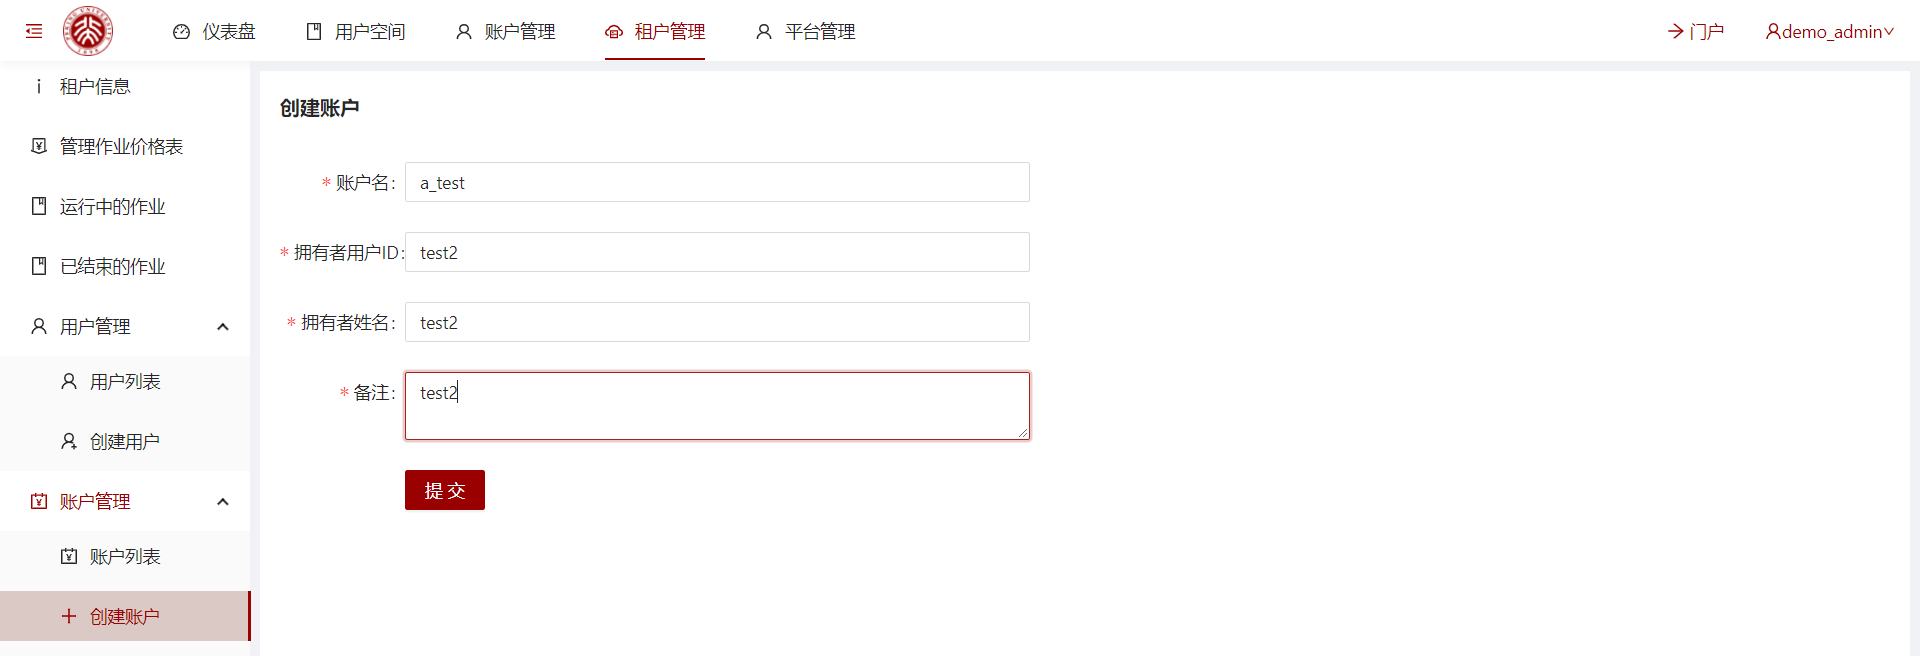 仪表盘 用户空间 账户管理 租户管理 平台管理 门户 demo_admin
租户信息
管理作业价格表
运行中的作业
已结束的作业
用户管理
用户列表
创建用户
账户管理
账户列表
创建账户
创建账户
* 账户名: a_test
* 拥有者用户ID: test2
* 拥有者姓名: test2
* 备注: test2
提 交